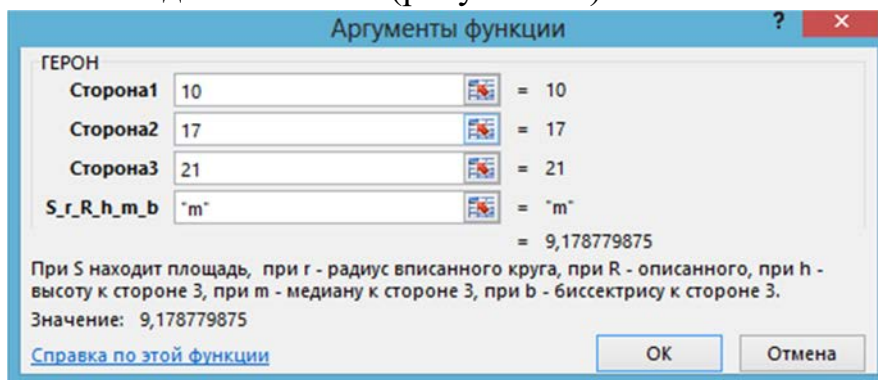 Аргументы функции ? ×
ГЕРОН
Сторона1 10 = 10
Сторона2 17 = 17
Сторона3 21 = 21
S_r_R_h_m_b "m" = "m"
= 9,178779875
При S находит площадь, при r - радиус вписанного круга, при R - описанного, при h -
высоту к стороне 3, при m - медиану к стороне 3, при b - биссектрису к стороне 3.
Значение: 9,178779875
Справка по этой функции ОК Отмена